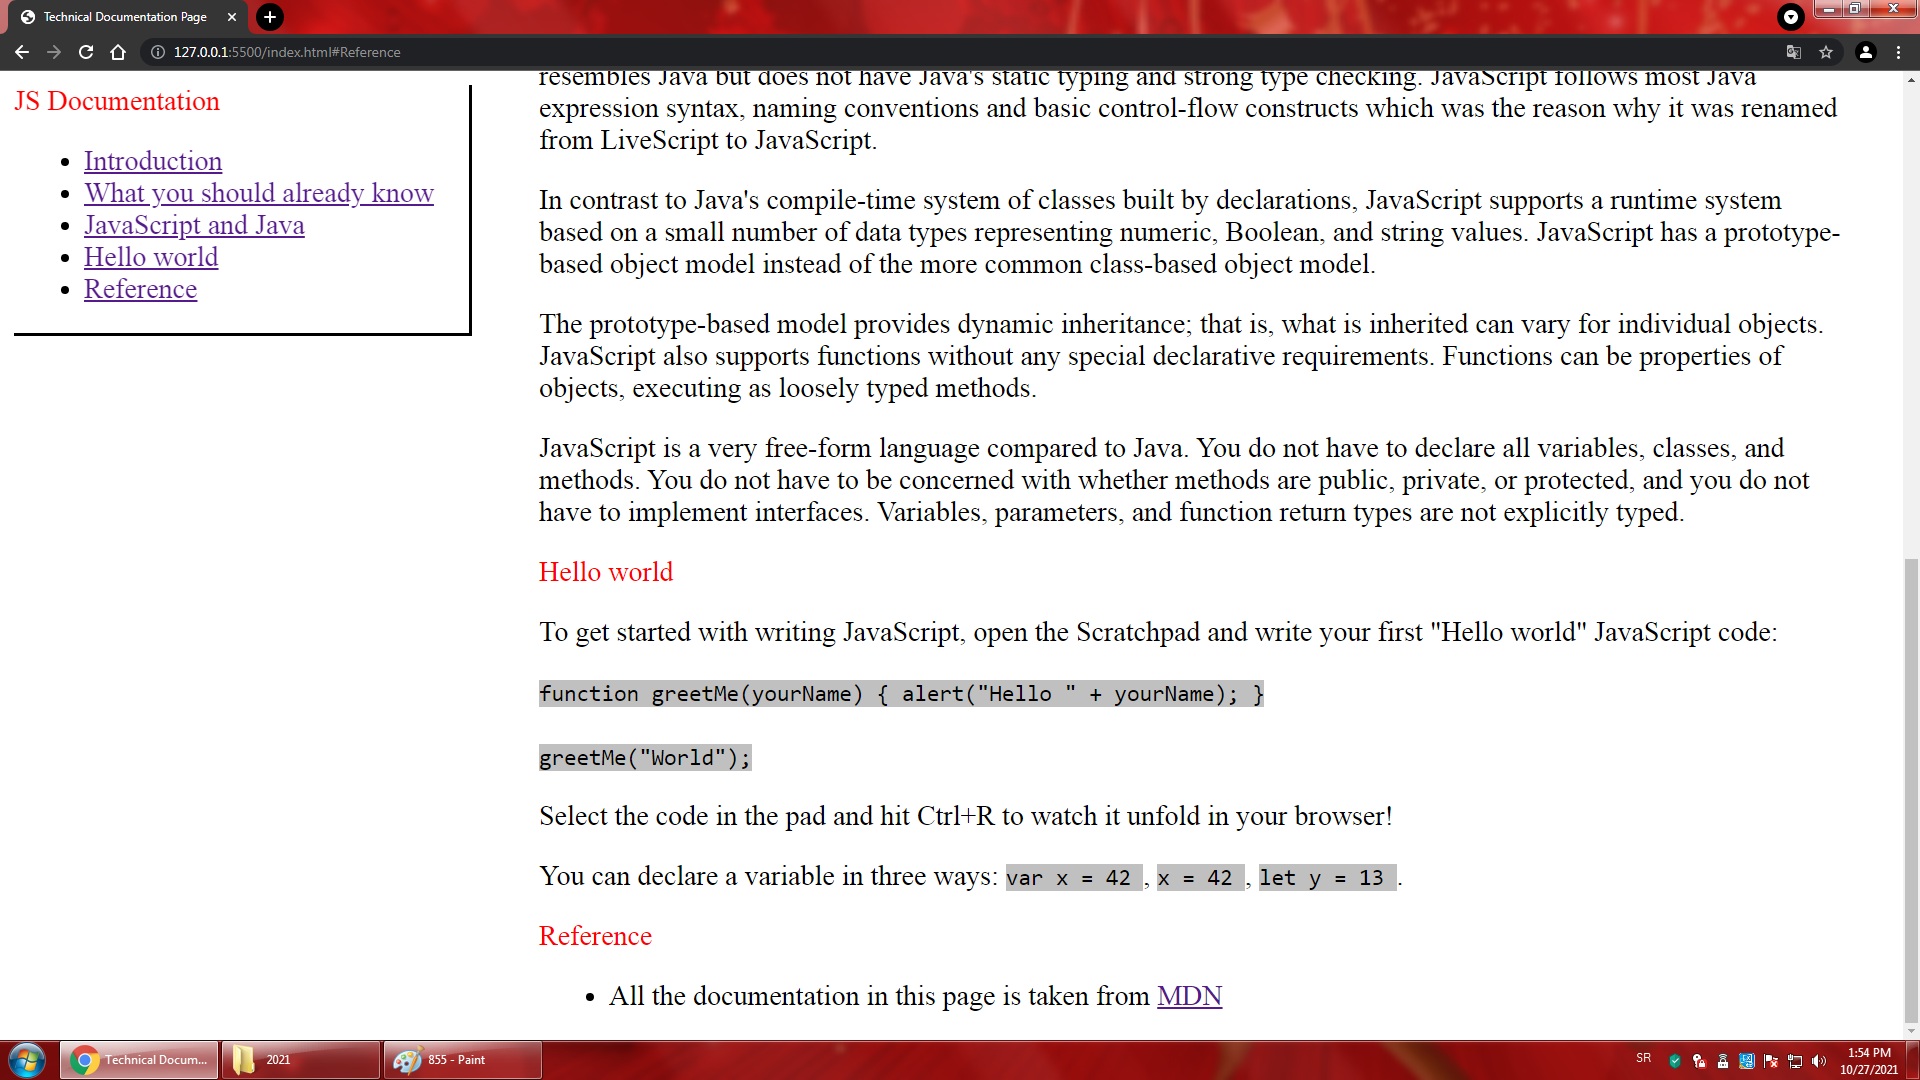 Technical Documentation Page
127.0.0.1:5500/index.html#Reference
JS Documentation
Introduction
What you should already know
JavaScript and Java
Hello world
Reference
resembles Java but does not have Java's static typing and strong type checking. JavaScript follows most Java
expression syntax, naming conventions and basic control-flow constructs which was the reason why it was renamed
from LiveScript to JavaScript.
In contrast to Java's compile-time system of classes built by declarations, JavaScript supports a runtime system
based on a small number of data types representing numeric, Boolean, and string values. JavaScript has a prototype-
based object model instead of the more common class-based object model.
The prototype-based model provides dynamic inheritance; that is, what is inherited can vary for individual objects.
JavaScript also supports functions without any special declarative requirements. Functions can be properties of
objects, executing as loosely typed methods.
JavaScript is a very free-form language compared to Java. You do not have to declare all variables, classes, and
methods. You do not have to be concerned with whether methods are public, private, or protected, and you do not
have to implement interfaces. Variables, parameters, and function return types are not explicitly typed.
Hello world
To get started with writing JavaScript, open the Scratchpad and write your first "Hello world" JavaScript code:
function greetMe(yourName) { alert("Hello " + yourName); }
greetMe("World");
Select the code in the pad and hit Ctrl+R to watch it unfold in your browser!
You can declare a variable in three ways: var x = 42 , x = 42 , let y = 13 .
Reference
All the documentation in this page is taken from MDN
Technical Docum...
2021
855 - Paint
SR
1:54 PM
10/27/2021